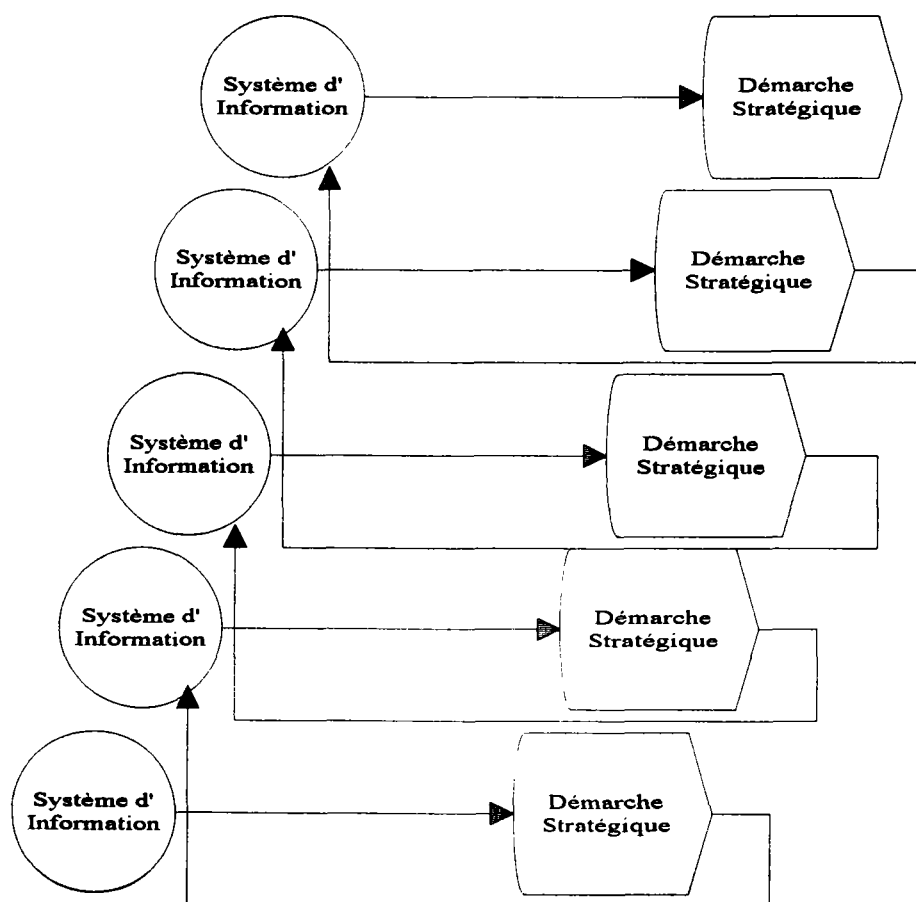 Système d'
Information
Démarche
Stratégique
Système d'
Information
Démarche
Stratégique
Système d'
Information
Démarche
Stratégique
Système d'
Information
Démarche
Stratégique
Système d'
Information
Démarche
Stratégique